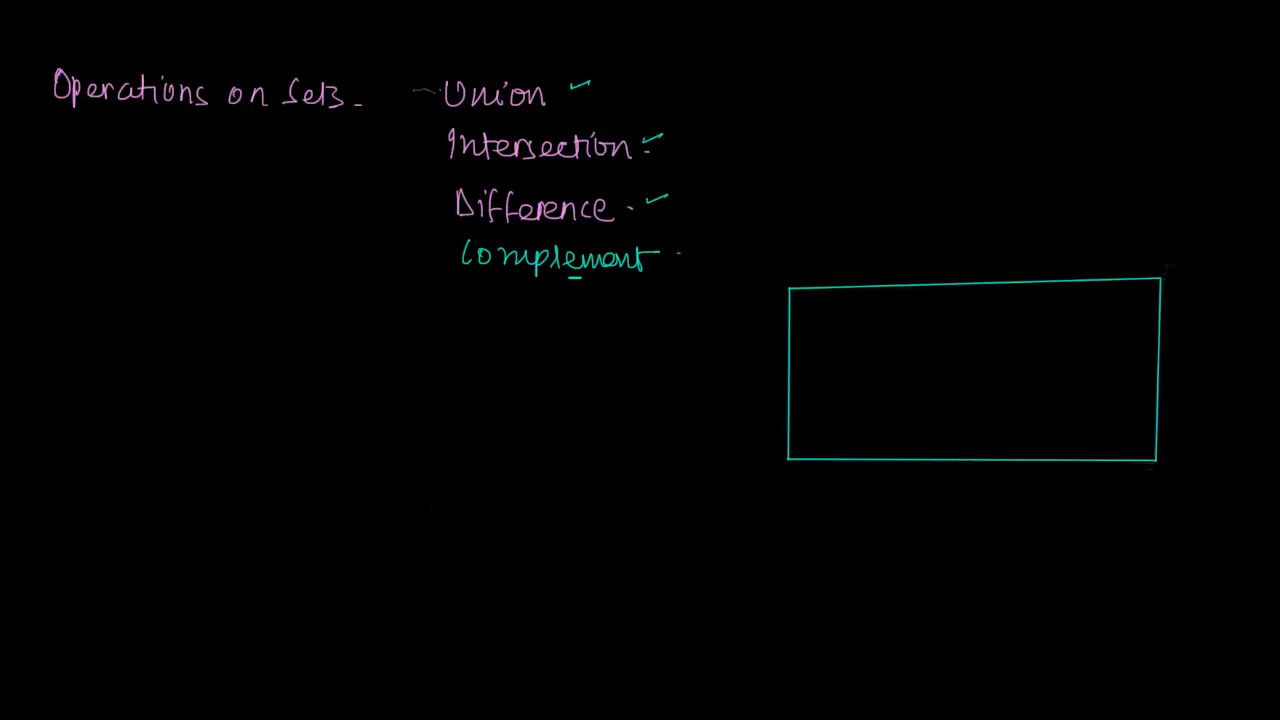 Operations on Sets - Union
Intersection
Difference
Complement